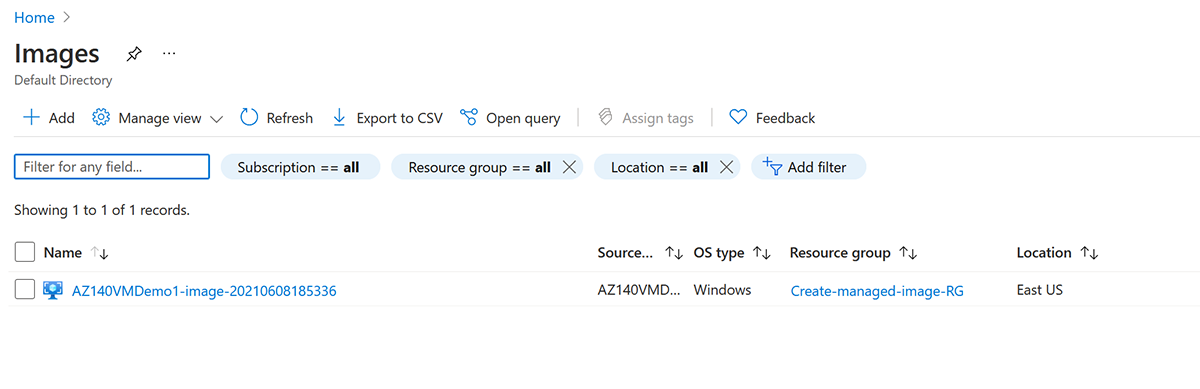 Home
Images
Default Directory
Add Manage view Refresh Export to CSV Open query Assign tags Feedback
Filter for any field... Subscription == all Resource group == all Location == all Add filter
Showing 1 to 1 of 1 records.
Name Source... OS type Resource group Location
AZ140VMDemo1-image-20210608185336 AZ140VMD... Windows Create-managed-image-RG East US